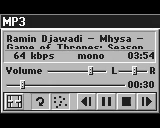 MP3
Ramin Djawadi - Mhysa -
Game of Thrones: Season
64 kbps mono 03:54
Volume L R
00:30